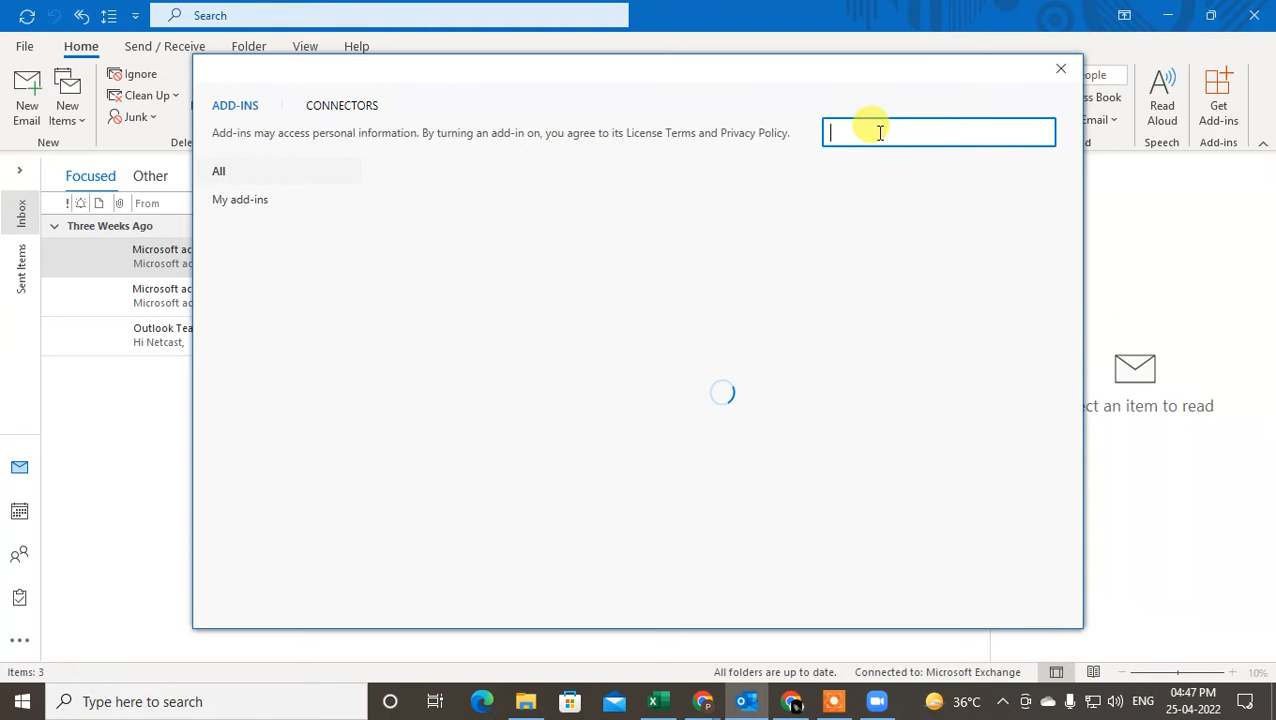 Search
File
Home
Send / Receive
Folder
View
Help
New
Email
New
Items
Ignore
Clean Up
Junk
New
ople
ss Book
Email
Read
Aloud
Speech
Get
Add-ins
Add-ins
ADD-INS
CONNECTORS
Add-ins may access personal information. By turning an add-in on, you agree to its License Terms and Privacy Policy.
All
My add-ins
Focused
Other
!
From
Three Weeks Ago
Microsoft ac
Microsoft ac
Microsoft ac
Microsoft ac
Outlook Tea
Hi Netcast,
Inbox
Sent Items
ct an item to read
Items: 3
All folders are up to date.
Connected to: Microsoft Exchange
10%
Type here to search
36°C
ENG
04:47 PM
25-04-2022